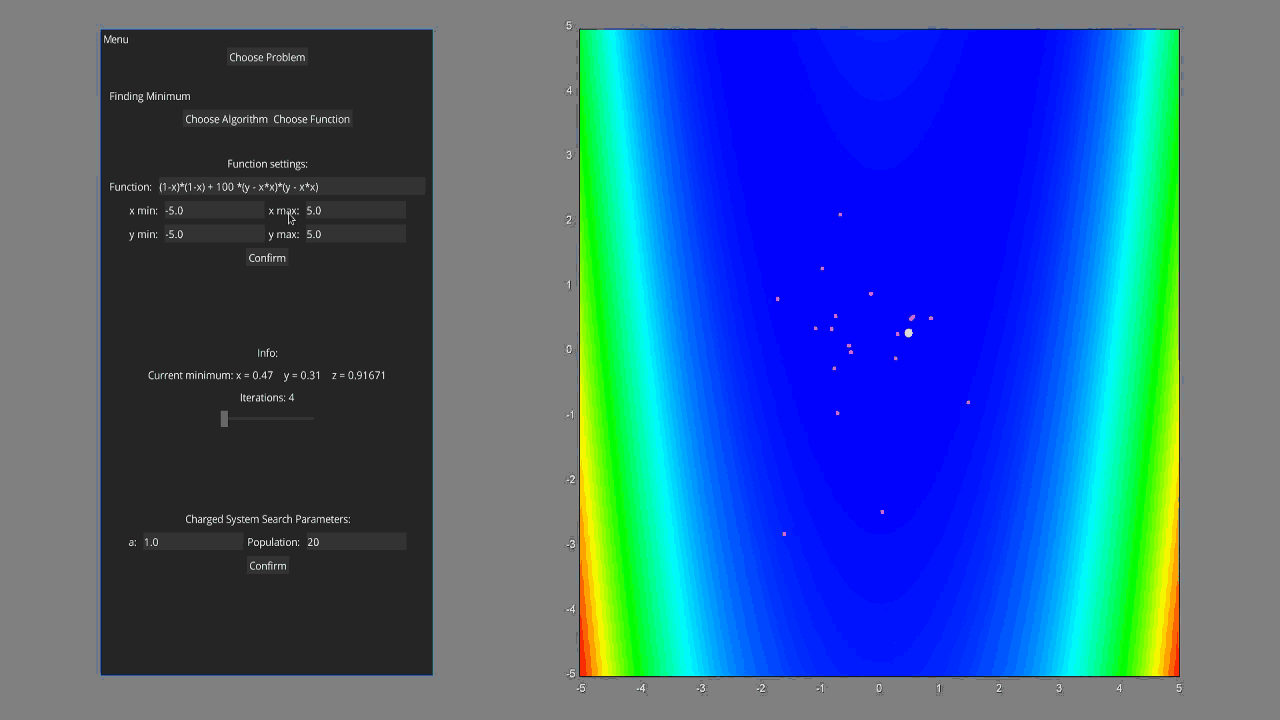 Menu
Choose Problem
Finding Minimum
Choose Algorithm Choose Function
Function settings:
Function: (1-x)*(1-x) + 100 *(y - x*x)*(y - x*x)
x min: -5.0 x max: 5.0
y min: -5.0 y max: 5.0
Confirm
Info:
Current minimum: x = 0.47 y = 0.31 z = 0.91671
Iterations: 4
Charged System Search Parameters:
a: 1.0 Population: 20
Confirm
5
4
3
2
1
0
-1
-2
-3
-4
-5
-5 -4 -3 -2 -1 0 1 2 3 4 5